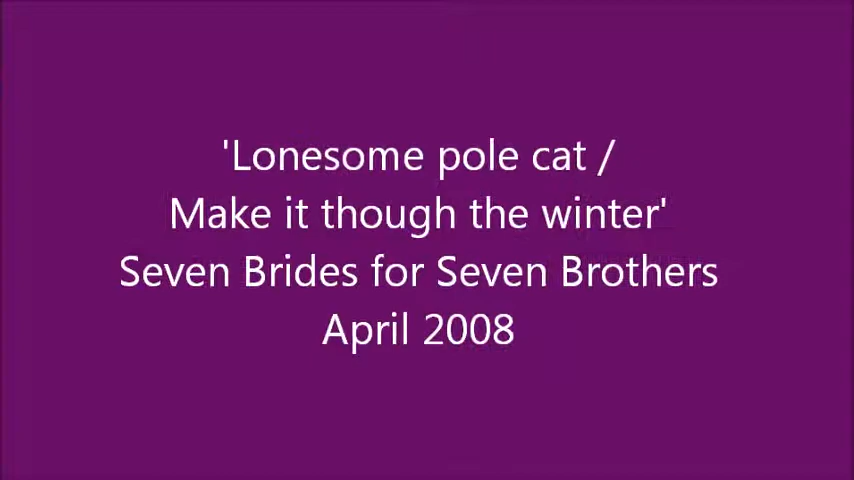 'Lonesome pole cat /
Make it though the winter'
Seven Brides for Seven Brothers
April 2008